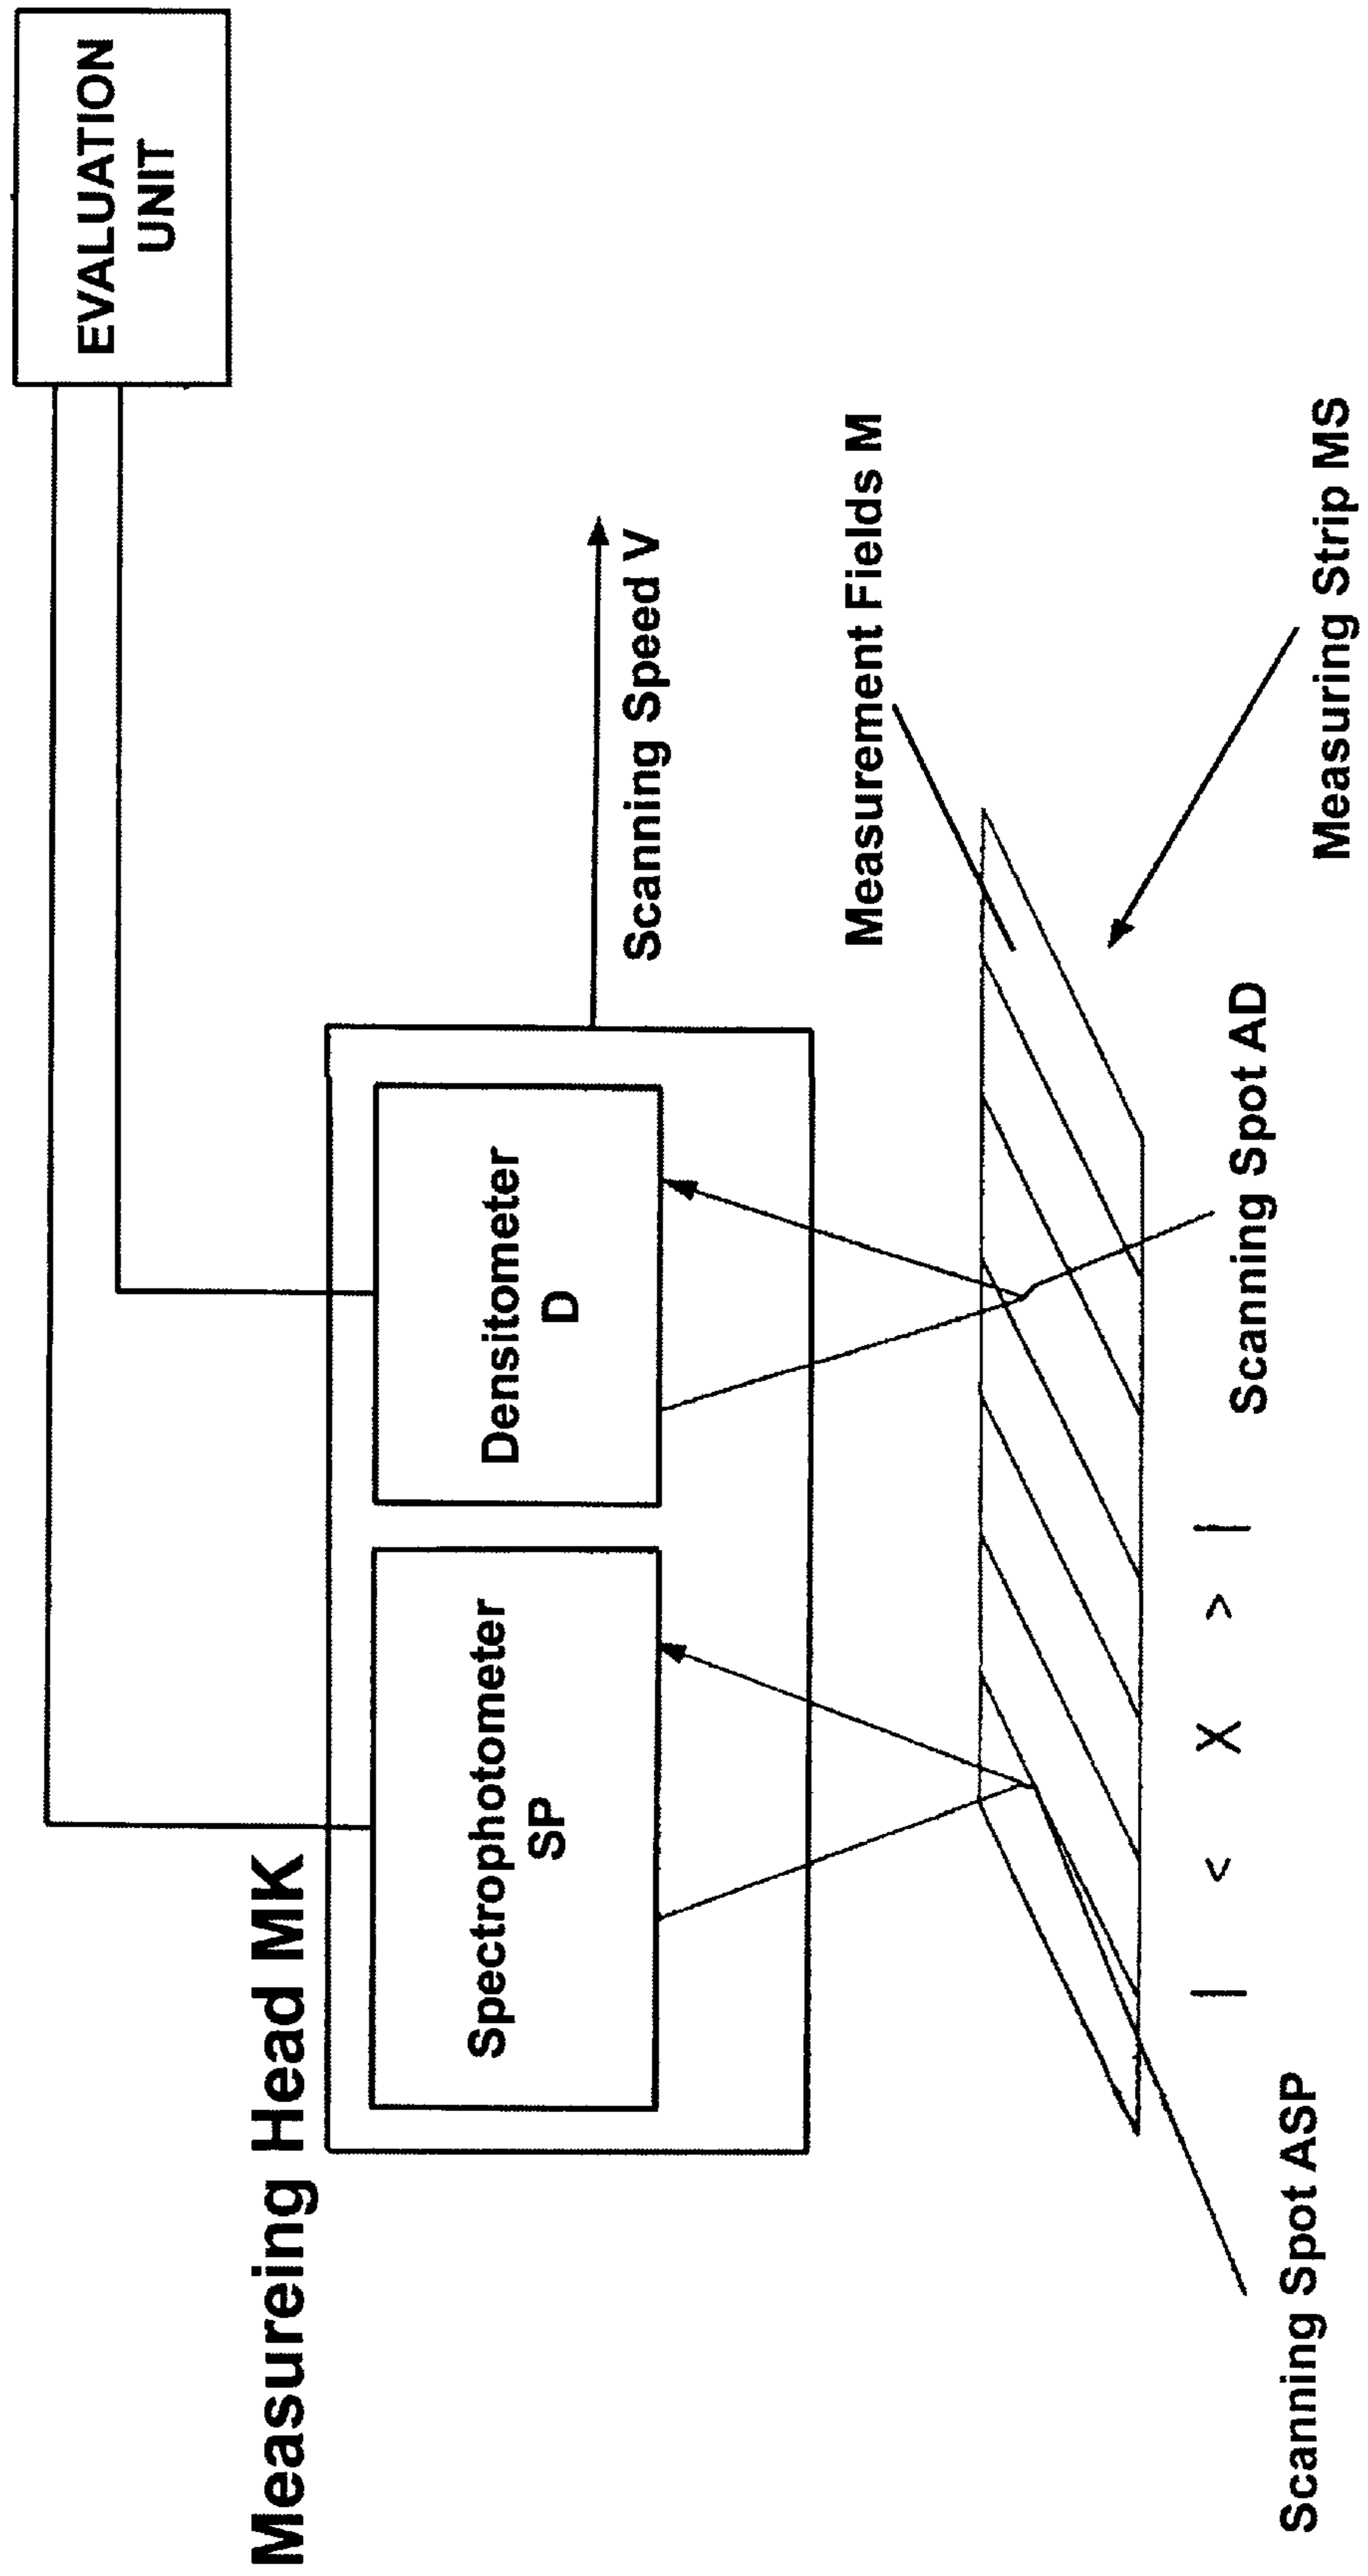 EVALUATION
UNIT
Measureing Head MK
Spectrophotometer
SP
Densitometer
D
Scanning Speed V
Measurement Fields M
| < X > |
Scanning Spot AD
Scanning Spot ASP
Measuring Strip MS